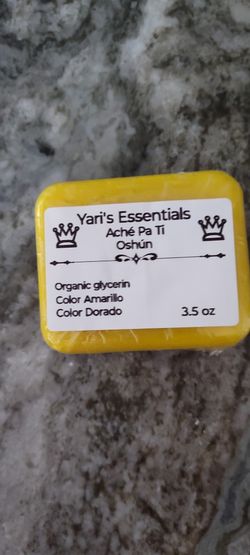 Yari's Essentials
Aché Pa Ti
Oshún
Organic glycerin
Color Amarillo
Color Dorado 3.5 oz